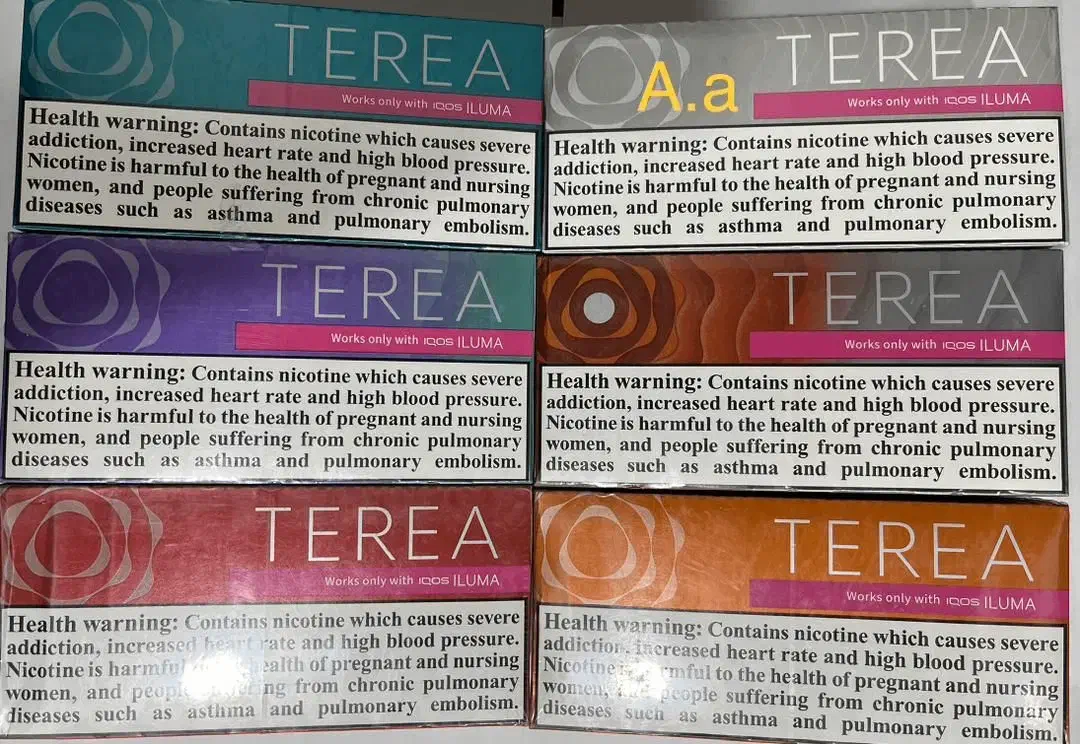 TEREA
Works only with IQOS ILUMA
Health warning: Contains nicotine which causes severe
addiction, increased heart rate and high blood pressure.
Nicotine is harmful to the health of pregnant and nursing
women, and people suffering from chronic pulmonary
diseases such as asthma and pulmonary embolism.
A.a
TEREA
Works only with IQOS ILUMA
Health warning: Contains nicotine which causes severe
addiction, increased heart rate and high blood pressure.
Nicotine is harmful to the health of pregnant and nursing
women, and people suffering from chronic pulmonary
diseases such as asthma and pulmonary embolism.
TEREA
Works only with IQOS ILUMA
Health warning: Contains nicotine which causes severe
addiction, increased heart rate and high blood pressure.
Nicotine is harmful to the health of pregnant and nursing
women, and people suffering from chronic pulmonary
diseases such as asthma and pulmonary embolism.
TEREA
Works only with IQOS ILUMA
Health warning: Contains nicotine which causes severe
addiction, increased heart rate and high blood pressure.
Nicotine is harmful to the health of pregnant and nursing
women, and people suffering from chronic pulmonary
diseases such as asthma and pulmonary embolism.
TEREA
Works only with IQOS ILUMA
Health warning: Contains nicotine which causes severe
addiction, increased heart rate and high blood pressure.
Nicotine is health of pregnant and nursing
women, and from chronic pulmonary
diseases such as asthma and pulmonary embolism.
TEREA
Works only with IQOS ILUMA
Health warning: Contains nicotine which causes severe
addiction, increased heart rate and high blood pressure.
Nicotine to the health of pregnant and nursing
women, people suffering from chronic pulmonary
diseases such as asthma and pulmonary embolism.